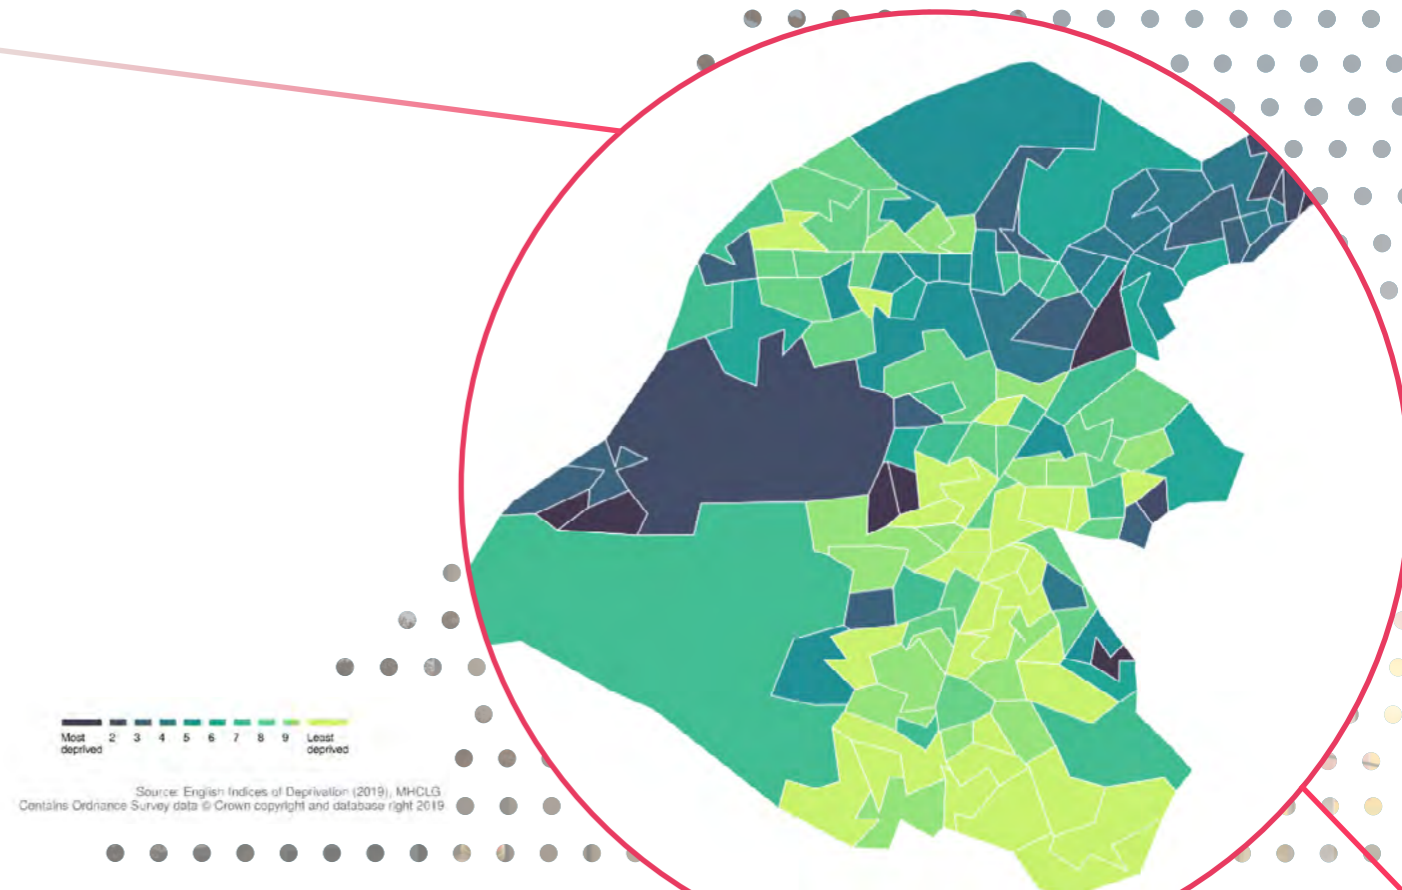 Most 2 3 4 5 6 7 8 9 Least
deprived deprived
Source: English Indices of Deprivation (2019), MHCLG
Contains Ordnance Survey data © Crown copyright and database right 2019